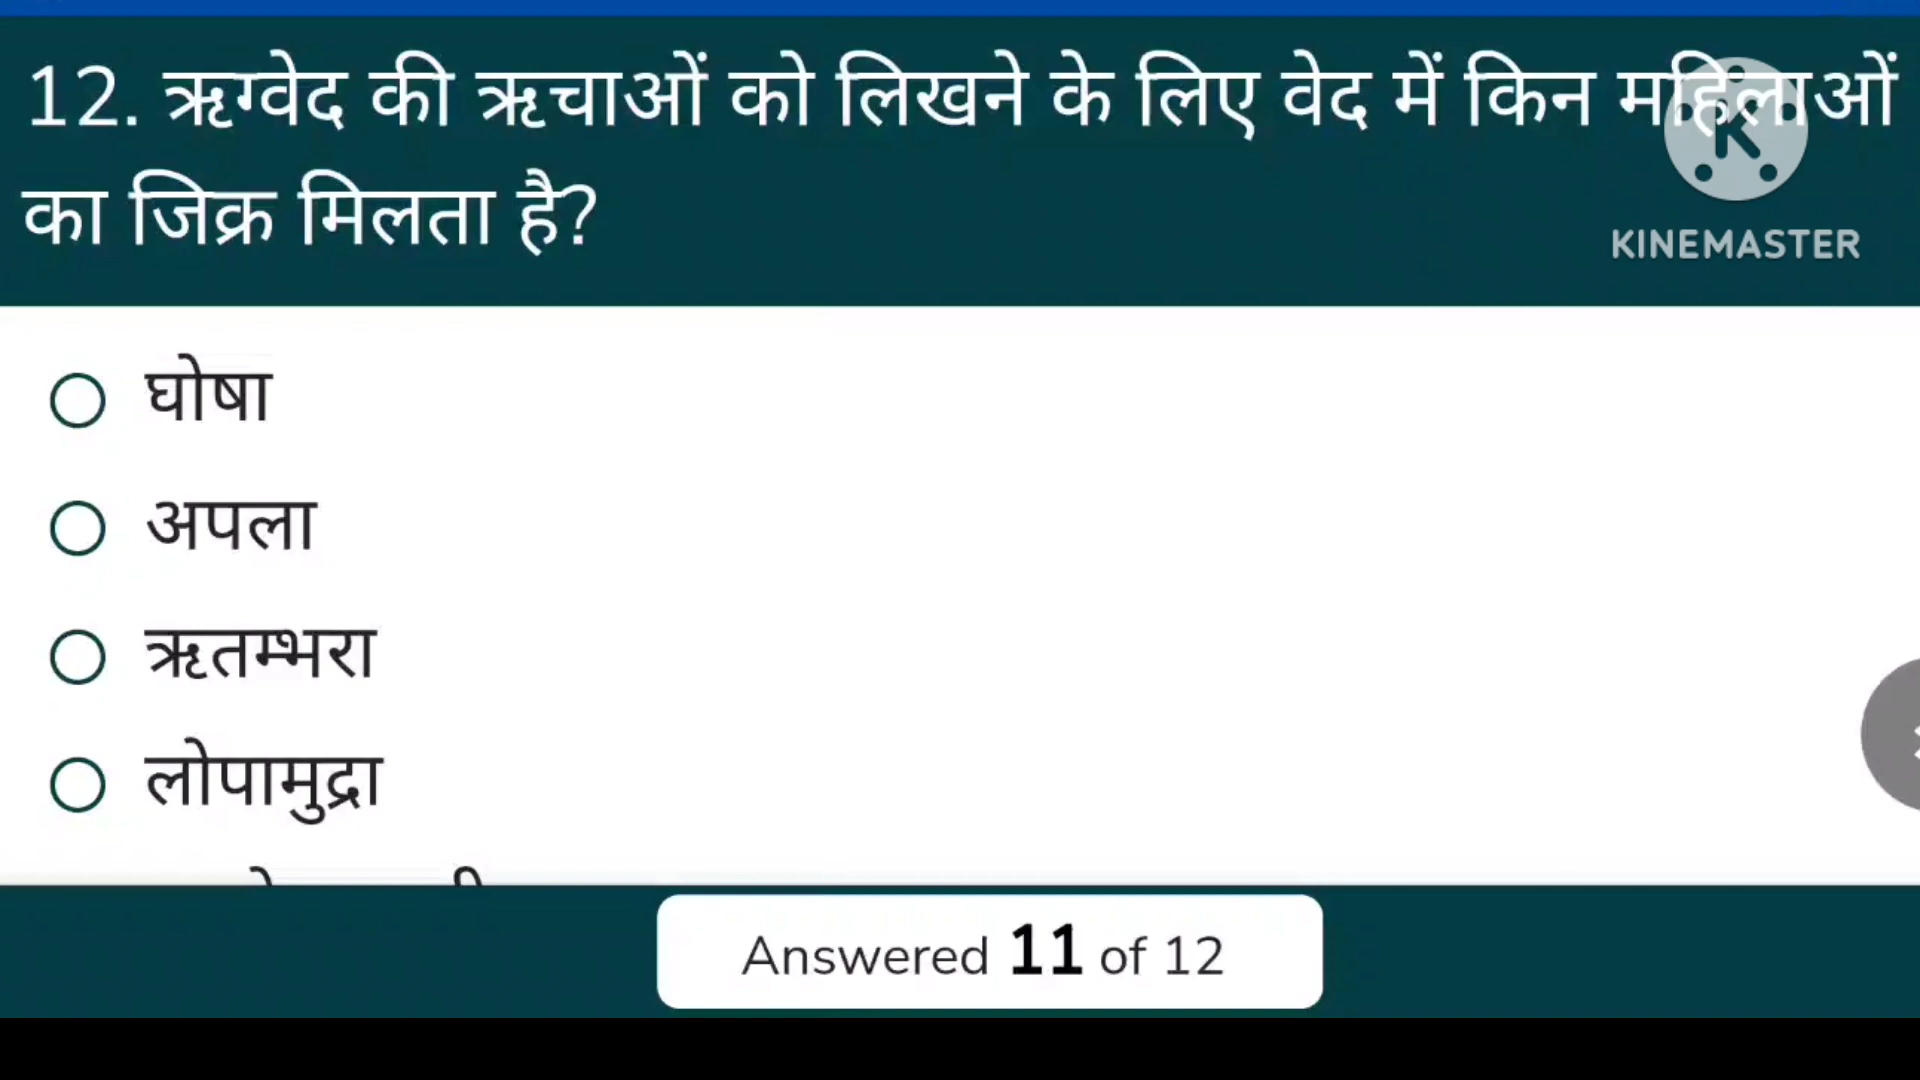 12. ऋग्वेद की ऋचाओं को लिखने के लिए वेद में किन महिलाओं
का जिक्र मिलता है?
KINEMASTER
घोषा
अपला
ऋतम्भरा
लोपामुद्रा
Answered 11 of 12